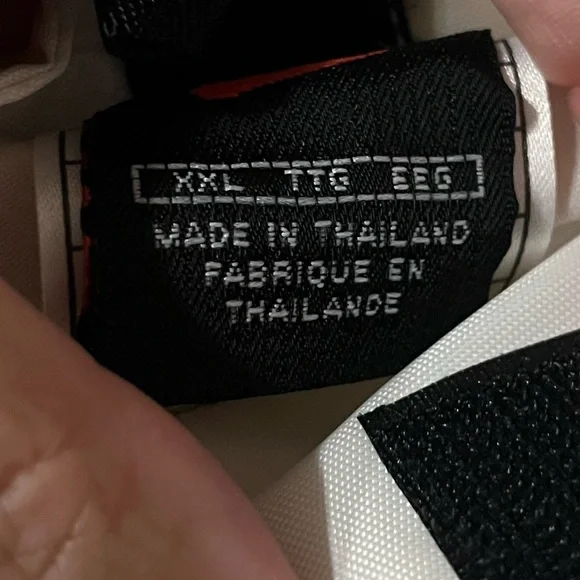 XXL TTG EEG
MADE IN THAILAND
FABRIQUE EN
THAILANDE